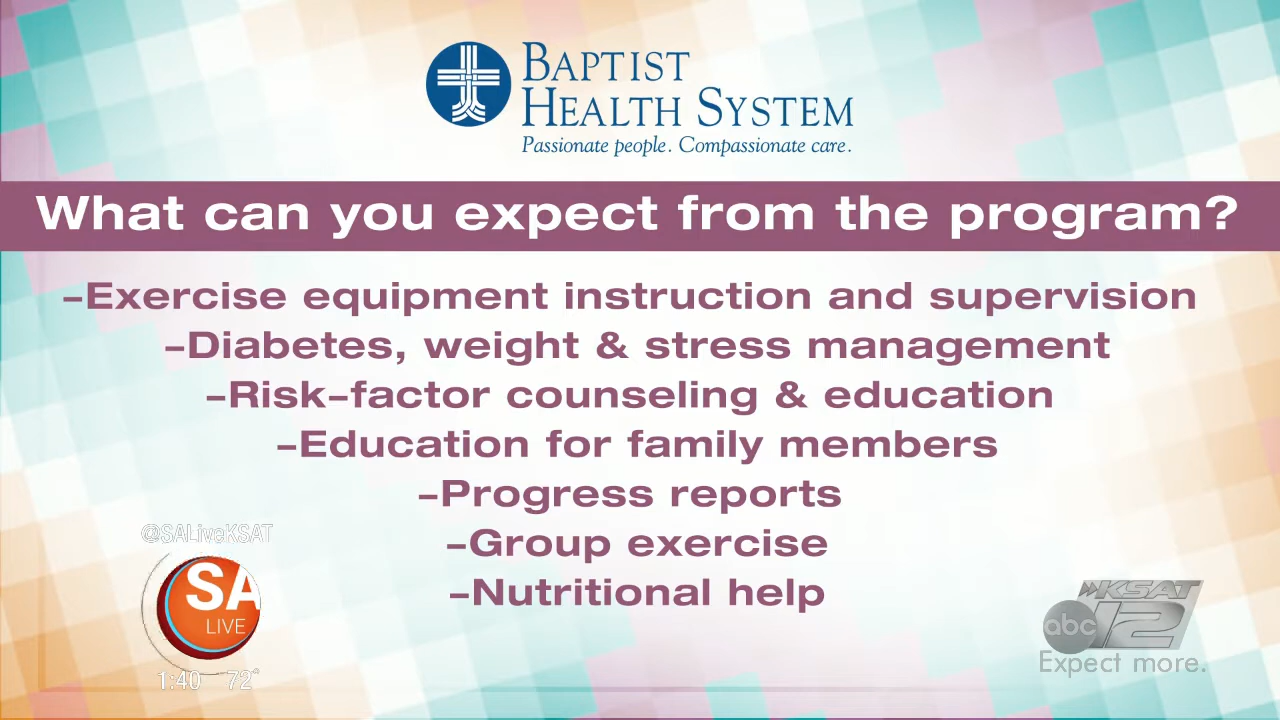 BAPTIST
HEALTH SYSTEM
Passionate people. Compassionate care.
What can you expect from the program?
-Exercise equipment instruction and supervision
-Diabetes, weight & stress management
-Risk-factor counseling & education
-Education for family members
-Progress reports
-Group exercise
-Nutritional help
@SALiveKSAT
SA
LIVE
1:40 72°
KSAT
abc 12
Expect more.